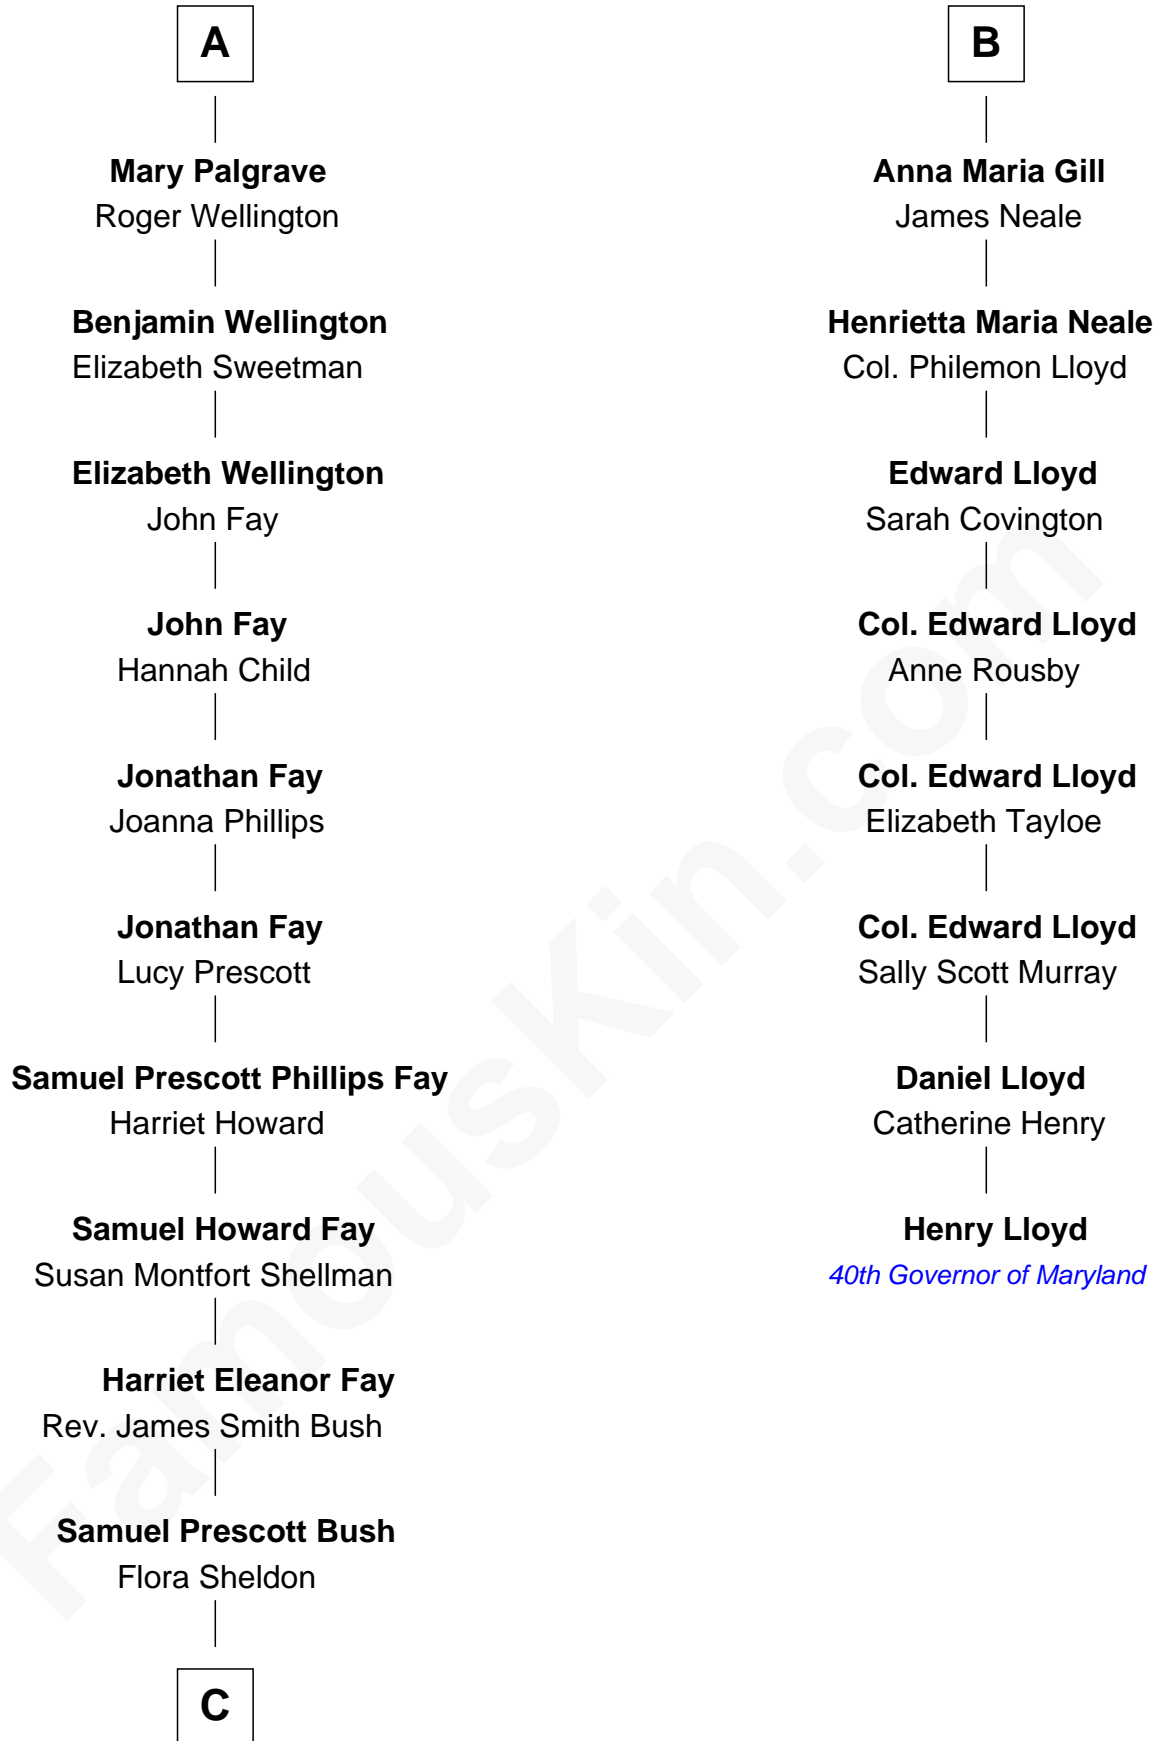 A
Mary Palgrave
Roger Wellington
Benjamin Wellington
Elizabeth Sweetman
Elizabeth Wellington
John Fay
John Fay
Hannah Child
Jonathan Fay
Joanna Phillips
Jonathan Fay
Lucy Prescott
Samuel Prescott Phillips Fay
Harriet Howard
Samuel Howard Fay
Susan Montfort Shellman
Harriet Eleanor Fay
Rev. James Smith Bush
Samuel Prescott Bush
Flora Sheldon
C
B
Anna Maria Gill
James Neale
Henrietta Maria Neale
Col. Philemon Lloyd
Edward Lloyd
Sarah Covington
Col. Edward Lloyd
Anne Rousby
Col. Edward Lloyd
Elizabeth Tayloe
Col. Edward Lloyd
Sally Scott Murray
Daniel Lloyd
Catherine Henry
Henry Lloyd
40th Governor of Maryland
FamousKin.com